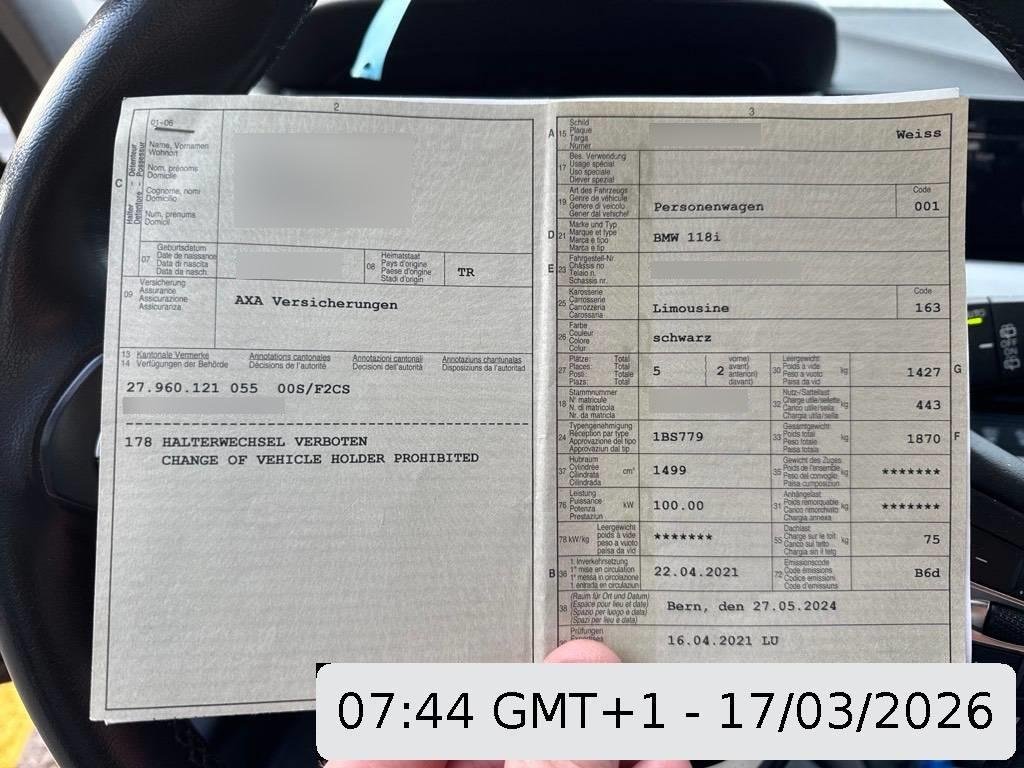 2
01-06
Halter Détenteur
Detentore Possessur
C
Name, Vornamen
Wohnort
Nom, prénoms
Domicile
Cognome, nomi
Domicilio
Num, prenums
Domicil
07
Geburtsdatum
Date de naissance
Data di nascita
Data da nasch.
08
Heimatstaat
Pays d'origine
Paese d'origine
Stadi d'origin
TR
09
Versicherung
Assurance
Assicurazione
Assicuranza
AXA Versicherungen
13 Kantonale Vermerke Annotations cantonales Annotazioni cantonali Annotaziuns chantunalas
14 Verfügungen der Behörde Décisions de l'autorité Decisioni dell'autorità Disposiziuns da l'autoritad
27.960.121 055 00S/F2CS
178 HALTERWECHSEL VERBOTEN
CHANGE OF VEHICLE HOLDER PROHIBITED
3
A 15
Schild
Plaque
Targa
Numer
Weiss
17
Bes. Verwendung
Usage spécial
Uso speciale
Diever spezial
19
Art des Fahrzeugs
Genre de véhicule
Genere di veicolo
Gener dal vehichel
Personenwagen
Code
001
D 21
Marke und Typ
Marque et type
Marca e tipo
Marca e tip
BMW 118i
E 23
Fahrgestell-Nr.
Châssis no
Telaio n.
Schassis nr.
25
Karosserie
Carrosserie
Carrozzeria
Carossaria
Limousine
Code
163
26
Farbe
Couleur
Colore
Colur
schwarz
27
Plätze: Total
Places: Total
Posti: Totale
Plazs: Total
5
2
vorne)
avant)
anteriori)
davant)
30
Leergewicht
Poids à vide
Peso a vuoto
Paisa da vid
kg
1427
G
18
Stammnummer
N° matricule
N. di matricola
Nr. da matricla
32
Nutz-/Sattellast
Charge utile/sellette
Carico utile/sella
Chargia utila/sella
kg
443
24
Typengenehmigung
Réception par type
Approvazione del tipo
Approvaziun dal tip
1BS779
33
Gesamtgewicht
Poids total
Peso totale
Paisa totala
kg
1870
F
37
Hubraum
Cylindrée
Cilindrata
Cilindrada
cm³
1499
35
Gewicht des Zuges
Poids de l'ensemble
Peso del convoglio
Paisa cumposiziun
kg
*******
76
Leistung
Puissance
Potenza
Prestaziun
kW
100.00
31
Anhängelast
Poids remorquable
Carico rimorchiato
Chargia annexa
kg
*******
78 kW/kg
Leergewicht
poids à vide
peso a vuoto
paisa da vid
*******
55
Dachlast
Charge sur le toit
Carico sul tetto
Chargia sin il tetg
kg
75
B 36
1. Inverkehrsetzung
1re mise en circulation
1a messa in circolazione
1. entrada en circulaziun
22.04.2021
72
Emissionscode
Code émissions
Codice emissioni
Code d'emissiuns
B6d
38
(Raum für Ort und Datum)
(Espace pour lieu et date)
(Spazio per luogo e data)
(Spazi per lieu e data)
Bern, den 27.05.2024
Prüfungen
Expertises
16.04.2021 LU
07:44 GMT+1 - 17/03/2026